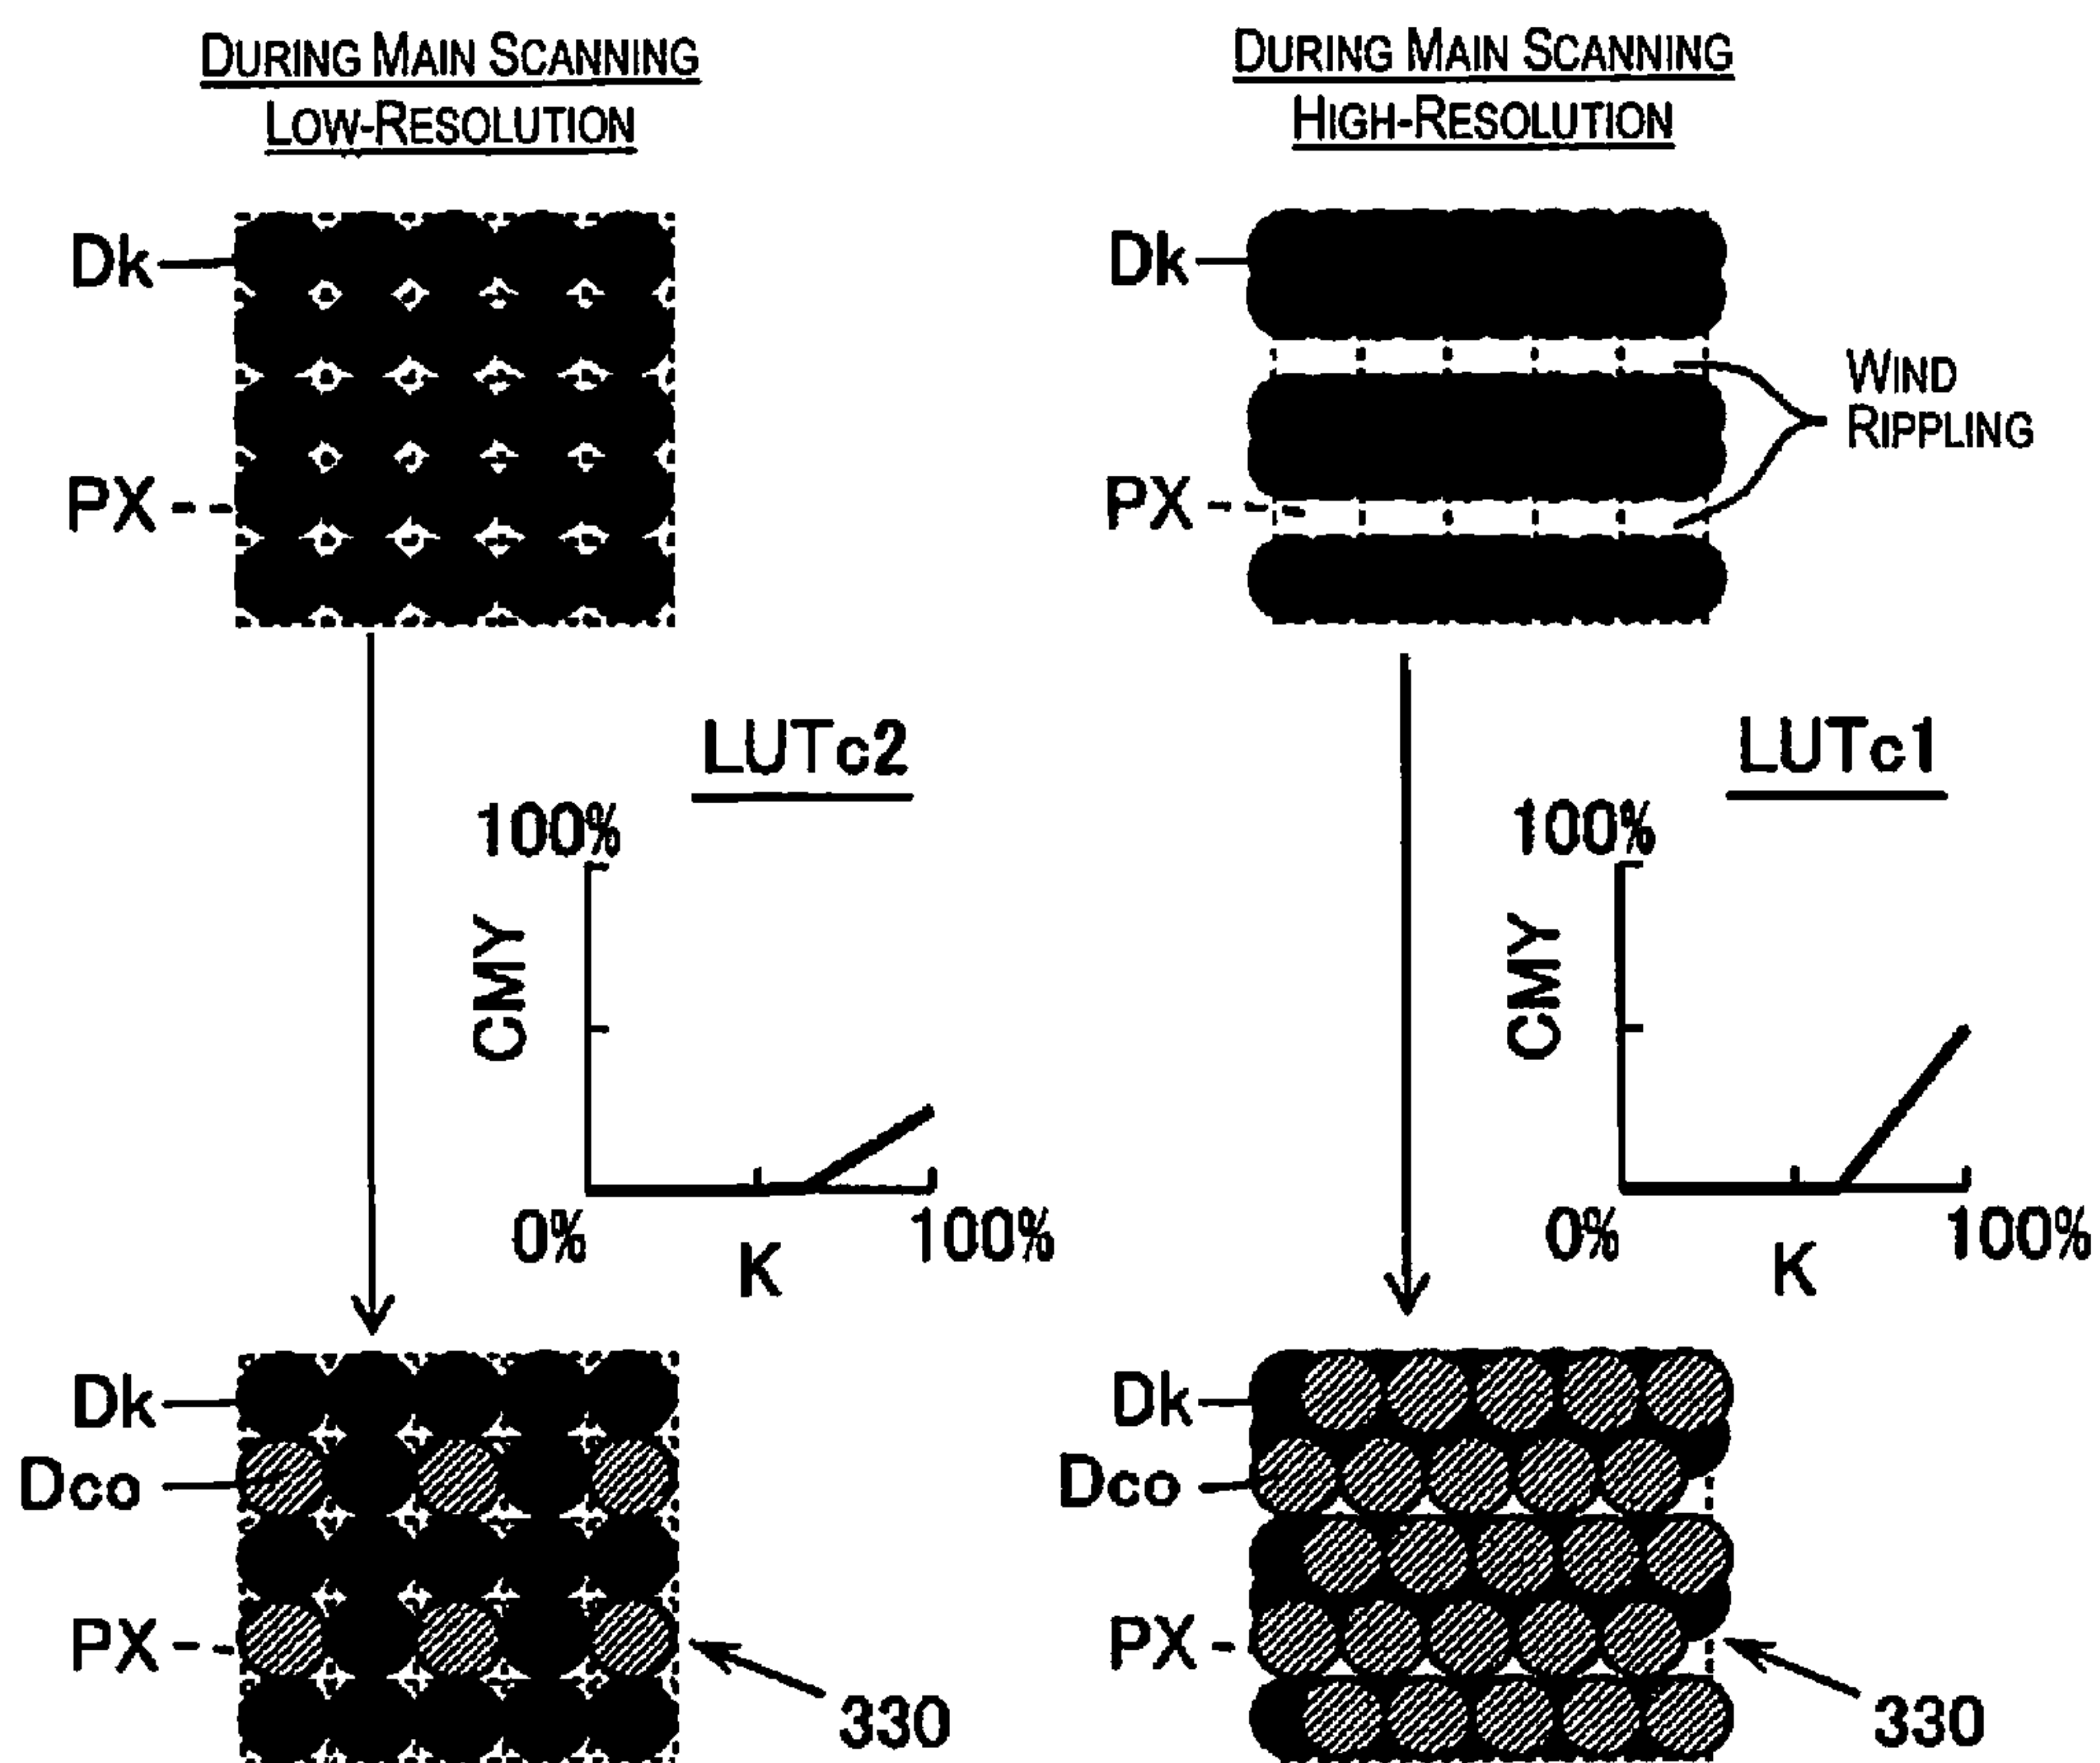 DURING MAIN SCANNING
LOW-RESOLUTION
Dk
PX
LUTc2
100%
CMY
0%
K
100%
Dk
Dco
PX
330
DURING MAIN SCANNING
HIGH-RESOLUTION
Dk
WIND
RIPPLING
PX
LUTc1
100%
CMY
0%
K
100%
Dk
Dco
PX
330